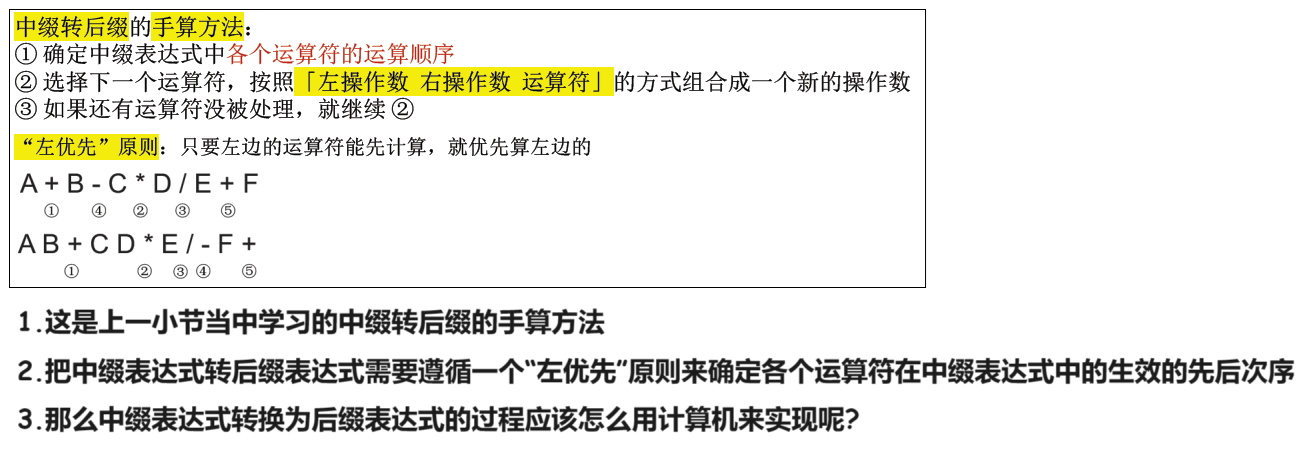 中缀转后缀的手算方法：
① 确定中缀表达式中各个运算符的运算顺序
② 选择下一个运算符，按照「左操作数 右操作数 运算符」的方式组合成一个新的操作数
③ 如果还有运算符没被处理，就继续 ②
“左优先”原则：只要左边的运算符能先计算，就优先算左边的
A + B - C * D / E + F
① ④ ② ③ ⑤
A B + C D * E / - F +
① ② ③ ④ ⑤
1.这是上一小节当中学习的中缀转后缀的手算方法
2.把中缀表达式转后缀表达式需要遵循一个“左优先”原则来确定各个运算符在中缀表达式中的生效的先后次序
3.那么中缀表达式转换为后缀表达式的过程应该怎么用计算机来实现呢?